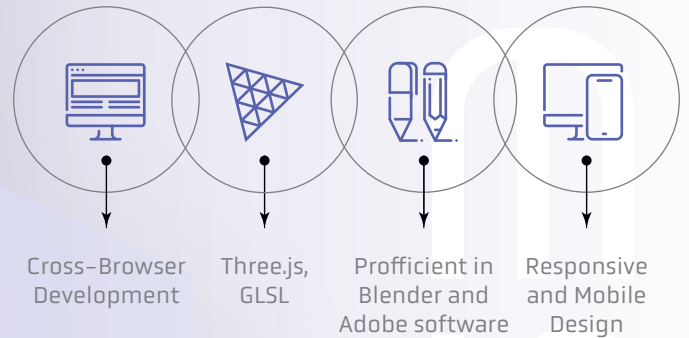 Cross-Browser
Development
Three.js,
GLSL
Profficient in
Blender and
Adobe software
Responsive
and Mobile
Design